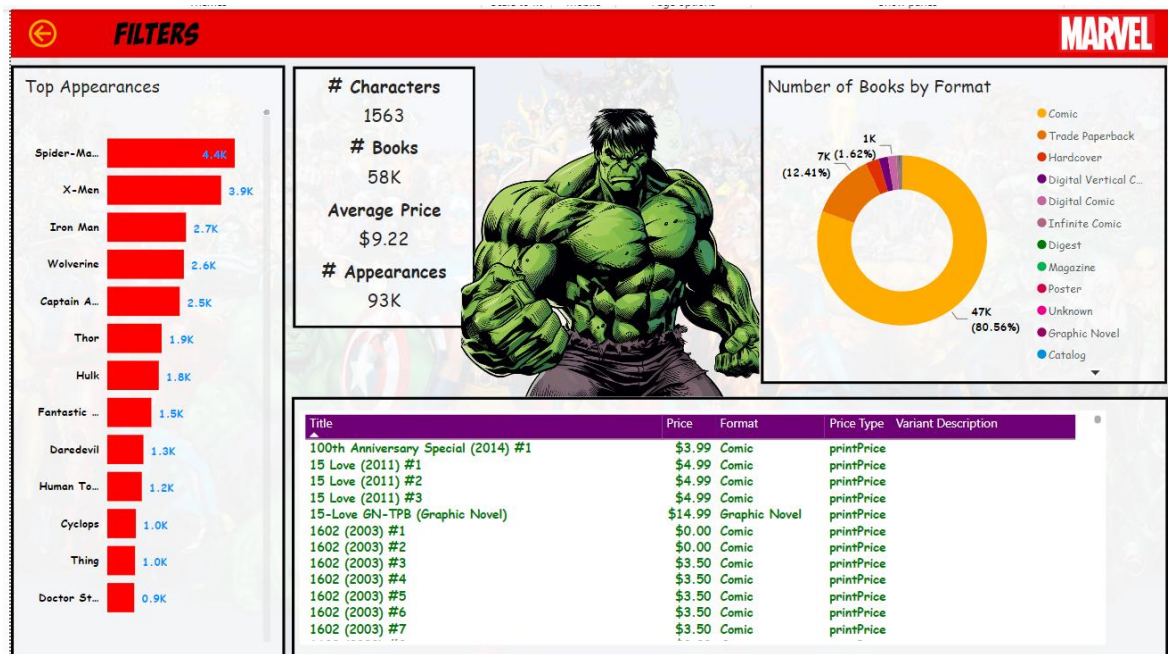 FILTERS
MARVEL
Top Appearances
Spider-Ma... 4.4K
X-Men 3.9K
Iron Man 2.7K
Wolverine 2.6K
Captain A... 2.5K
Thor 1.9K
Hulk 1.8K
Fantastic ... 1.5K
Daredevil 1.3K
Human To... 1.2K
Cyclops 1.0K
Thing 1.0K
Doctor St... 0.9K
# Characters
1563
# Books
58K
Average Price
$9.22
# Appearances
93K
Number of Books by Format
1K
(1.62%)
7K
(12.41%)
47K
(80.56%)
Comic
Trade Paperback
Hardcover
Digital Vertical C...
Digital Comic
Infinite Comic
Digest
Magazine
Poster
Unknown
Graphic Novel
Catalog
Title Price Format Price Type Variant Description
100th Anniversary Special (2014) #1 $3.99 Comic printPrice
15 Love (2011) #1 $4.99 Comic printPrice
15 Love (2011) #2 $4.99 Comic printPrice
15 Love (2011) #3 $4.99 Comic printPrice
15-Love GN-TPB (Graphic Novel) $14.99 Graphic Novel printPrice
1602 (2003) #1 $0.00 Comic printPrice
1602 (2003) #2 $0.00 Comic printPrice
1602 (2003) #3 $3.50 Comic printPrice
1602 (2003) #4 $3.50 Comic printPrice
1602 (2003) #5 $3.50 Comic printPrice
1602 (2003) #6 $3.50 Comic printPrice
1602 (2003) #7 $3.50 Comic printPrice